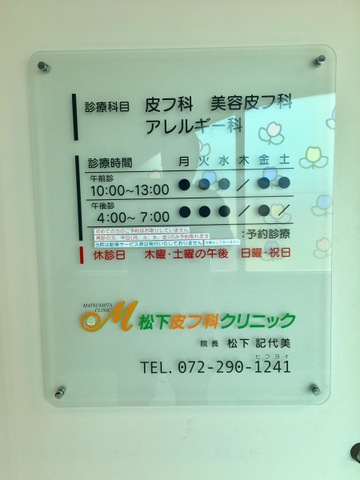 診療科目 皮フ科 美容皮フ科
アレルギー科
診療時間 月 火 水 木 金 土
午前診
10:00~13:00 ● ● ● / ● ●
午後診
4:00~ 7:00 ● ● ● / ● /
:予約診療
休診日 木曜・土曜の午後 日曜・祝日
MATSUSHITA
CLINIC
M 松下皮フ科クリニック
院長 松下 記代美
ヒフヨイ
TEL.072-290-1241